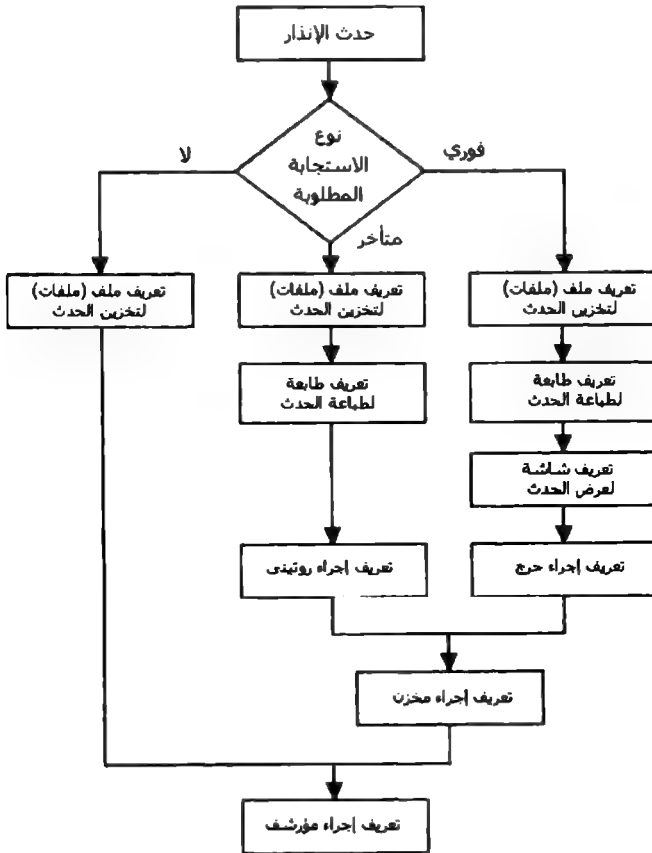 حدث الإنذار
نوع
الاستجابة
المطلوبة
فوري
لا
متأخر
تعريف ملف (ملفات)
لتخزين الحدث
تعريف ملف (ملفات)
لتخزين الحدث
تعريف ملف (ملفات)
لتخزين الحدث
تعريف طابعة
لطباعة الحدث
تعريف طابعة
لطباعة الحدث
تعريف شاشة
لعرض الحدث
تعريف إجراء حرج
تعريف إجراء روتينى
تعريف إجراء مخزن
تعريف إجراء مؤرشف